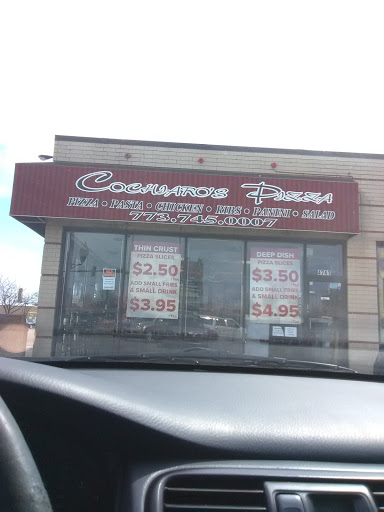 COCHIARO'S PIZZA
PIZZA • PASTA • CHICKEN • RIBS • PANINI • SALAD
773.745.0007
THIN CRUST
PIZZA SLICES
$2.50
ADD SMALL FRIES
& SMALL DRINK
$3.95
DEEP DISH
PIZZA SLICES
$3.50
ADD SMALL FRIES
& SMALL DRINK
$4.95